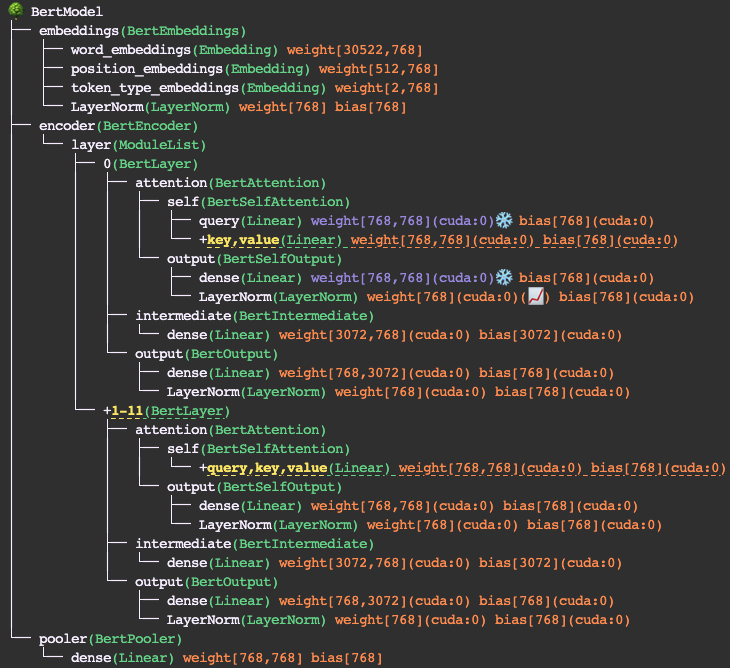 BertModel
embeddings(BertEmbeddings)
word_embeddings(Embedding) weight[30522,768]
position_embeddings(Embedding) weight[512,768]
token_type_embeddings(Embedding) weight[2,768]
LayerNorm(LayerNorm) weight[768] bias[768]
encoder(BertEncoder)
layer(ModuleList)
0(BertLayer)
attention(BertAttention)
self(BertSelfAttention)
query(Linear) weight[768,768](cuda:0)❄️ bias[768](cuda:0)
+key,value(Linear) weight[768,768](cuda:0) bias[768](cuda:0)
output(BertSelfOutput)
dense(Linear) weight[768,768](cuda:0)❄️ bias[768](cuda:0)
LayerNorm(LayerNorm) weight[768](cuda:0)(📈) bias[768](cuda:0)
intermediate(BertIntermediate)
dense(Linear) weight[3072,768](cuda:0) bias[3072](cuda:0)
output(BertOutput)
dense(Linear) weight[768,3072](cuda:0) bias[768](cuda:0)
LayerNorm(LayerNorm) weight[768](cuda:0) bias[768](cuda:0)
+1-11(BertLayer)
attention(BertAttention)
self(BertSelfAttention)
+query,key,value(Linear) weight[768,768](cuda:0) bias[768](cuda:0)
output(BertSelfOutput)
dense(Linear) weight[768,768](cuda:0) bias[768](cuda:0)
LayerNorm(LayerNorm) weight[768](cuda:0) bias[768](cuda:0)
intermediate(BertIntermediate)
dense(Linear) weight[3072,768](cuda:0) bias[3072](cuda:0)
output(BertOutput)
dense(Linear) weight[768,3072](cuda:0) bias[768](cuda:0)
LayerNorm(LayerNorm) weight[768](cuda:0) bias[768](cuda:0)
pooler(BertPooler)
dense(Linear) weight[768,768] bias[768]